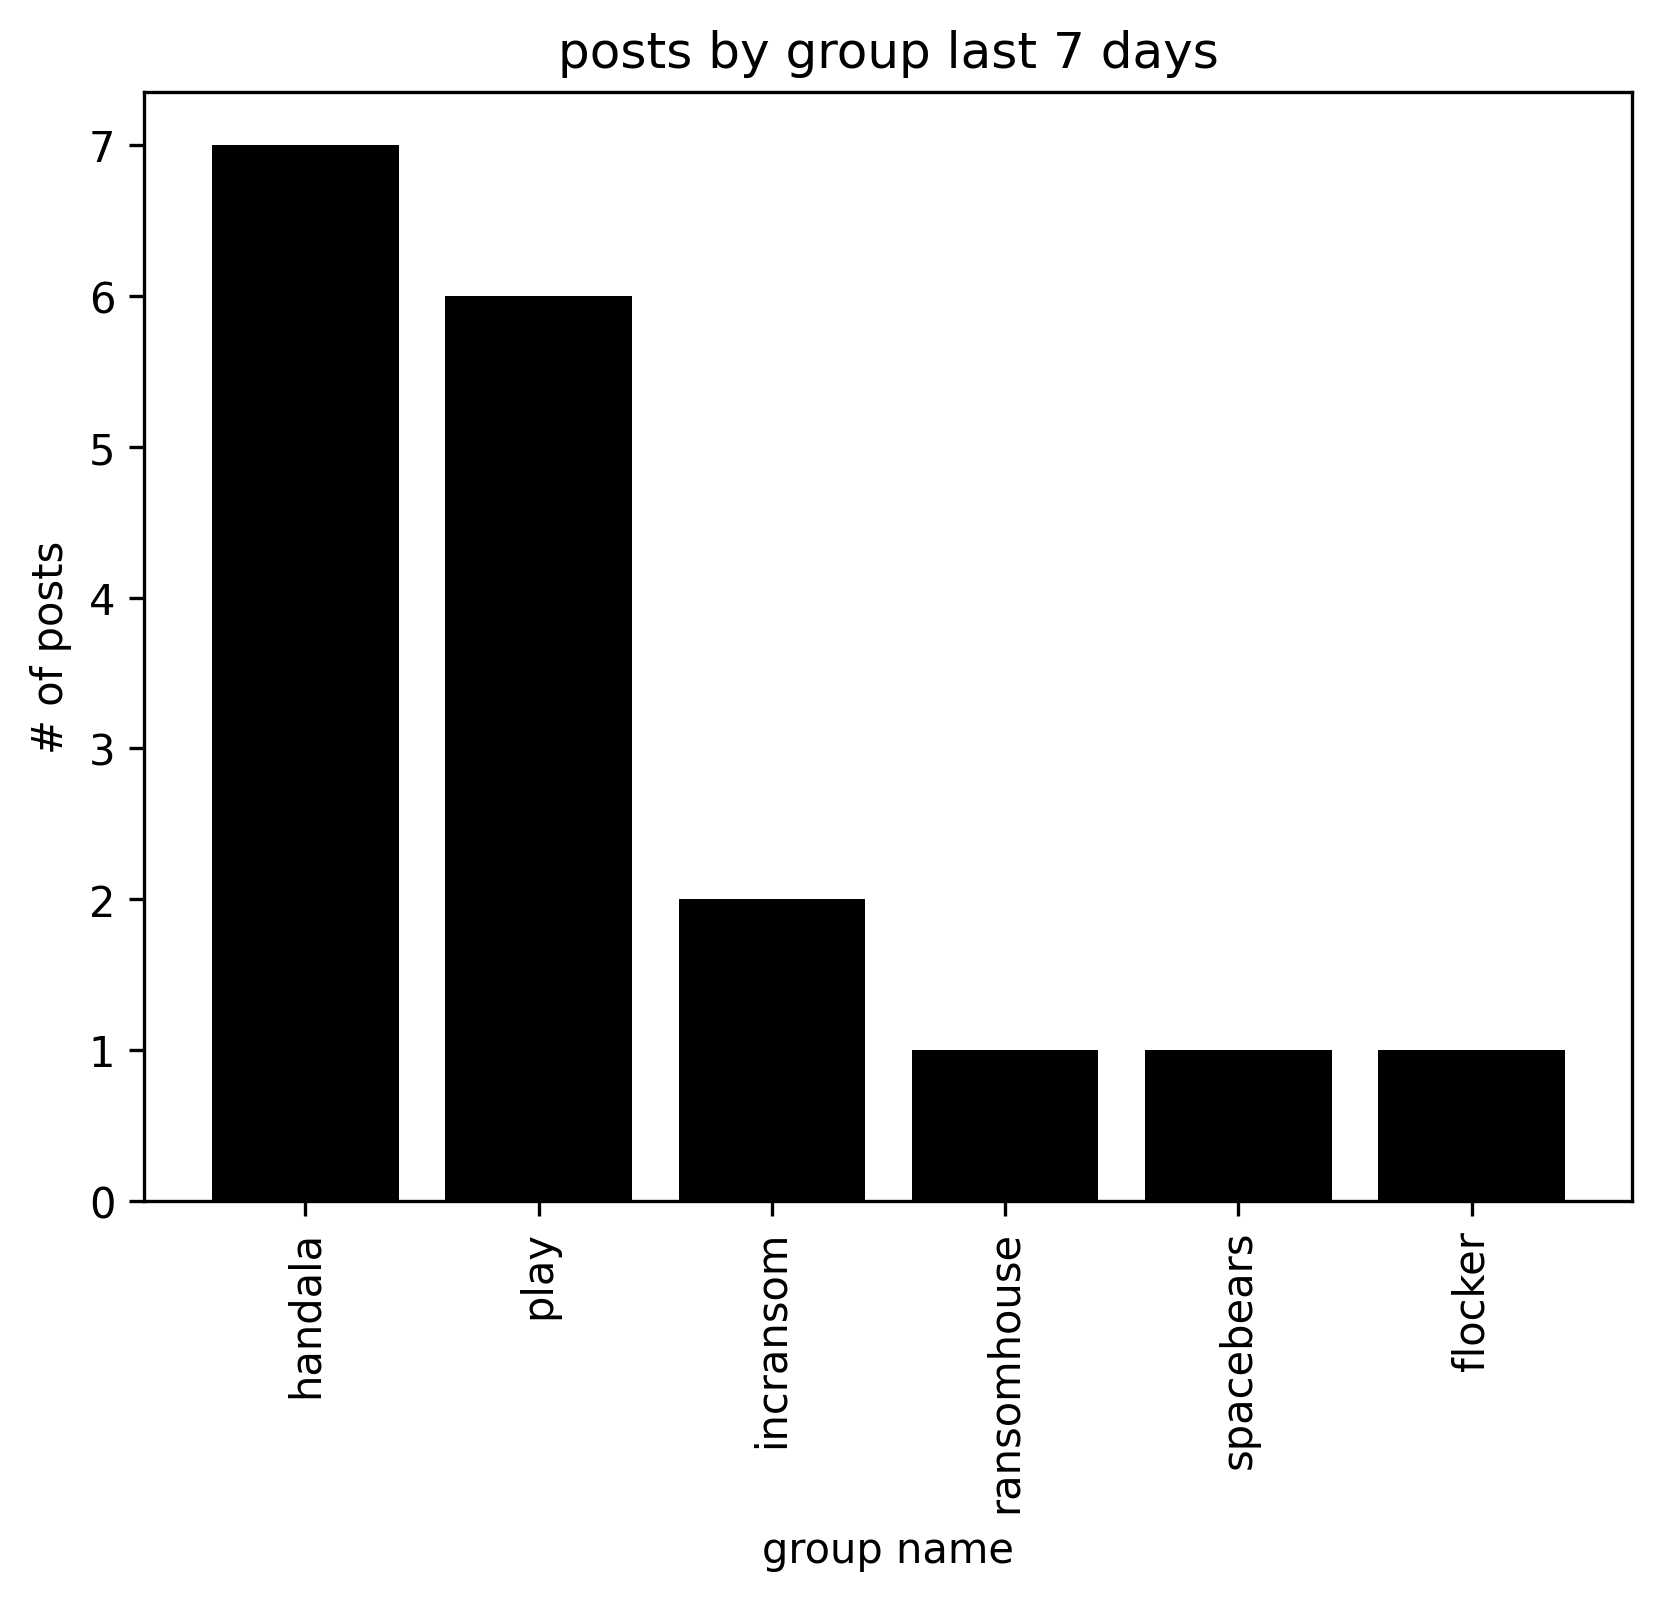 posts by group last 7 days
# of posts
7
6
5
4
3
2
1
0
handala
play
incransom
ransomhouse
spacebears
flocker
group name